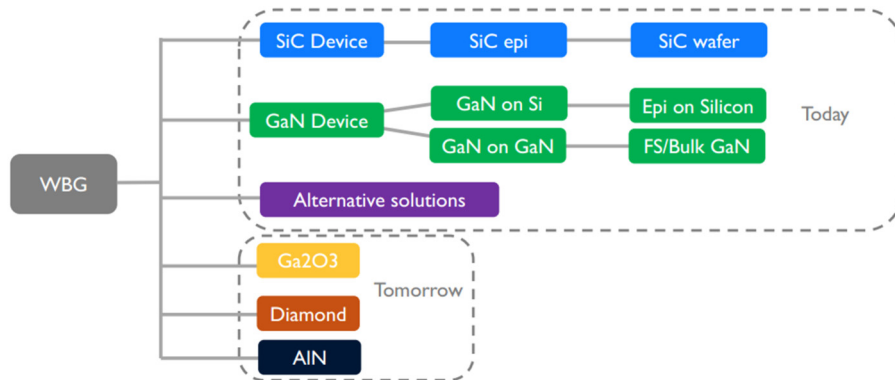 SiC Device
SiC epi
SiC wafer
GaN Device
GaN on Si
Epi on Silicon
GaN on GaN
FS/Bulk GaN
Today
WBG
Alternative solutions
Ga2O3
Tomorrow
Diamond
AlN